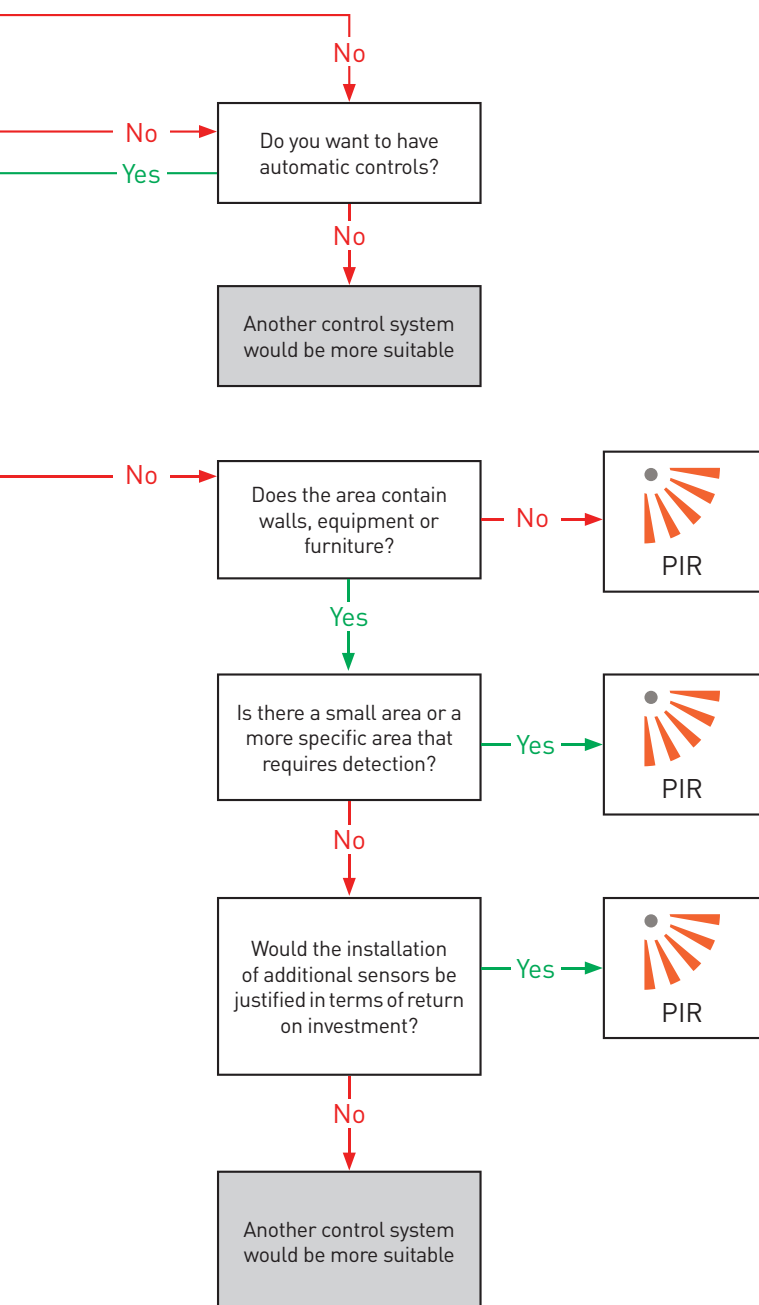 No
No
Yes
Do you want to have
automatic controls?
No
Another control system
would be more suitable
No
Does the area contain
walls, equipment or
furniture?
No
PIR
Yes
Is there a small area or a
more specific area that
requires detection?
Yes
PIR
No
Would the installation
of additional sensors be
justified in terms of return
on investment?
Yes
PIR
No
Another control system
would be more suitable